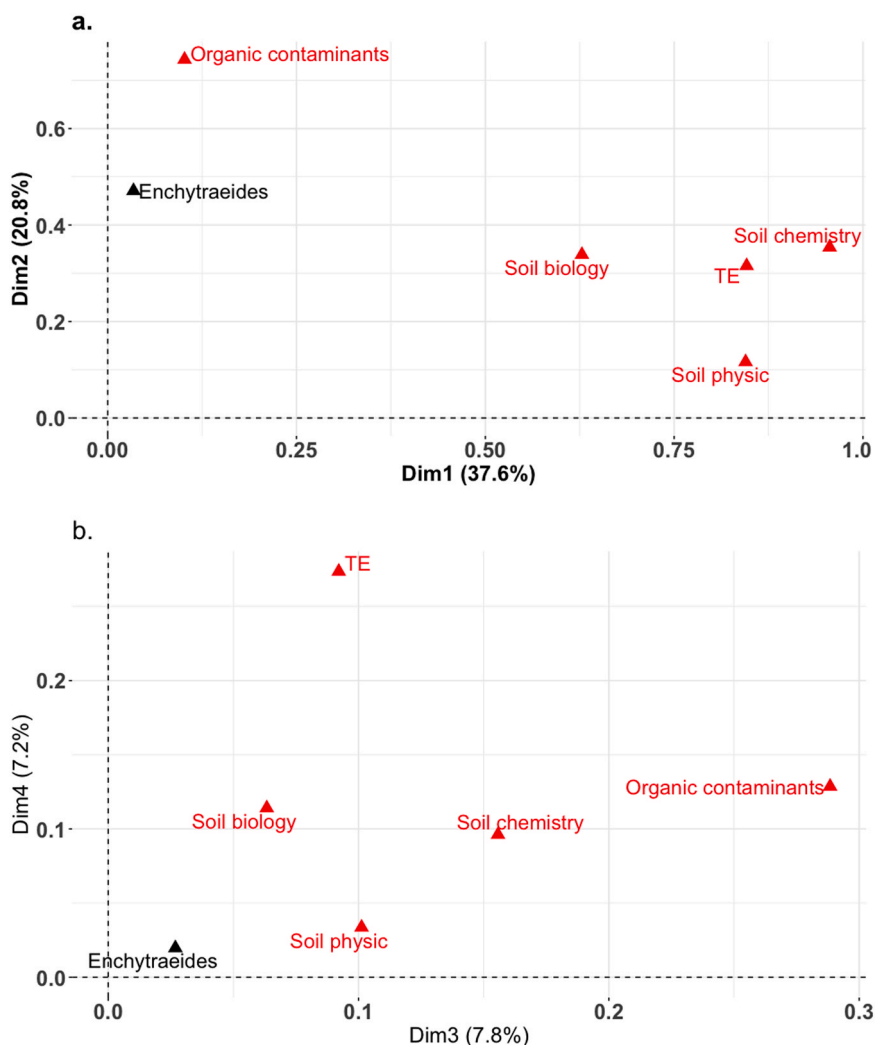 a.
Organic contaminants
0.6
Enchytraeides
0.4
Soil chemistry
Soil biology
TE
0.2
Soil physic
0.0
Dim2 (20.8%)
0.00 0.25 0.50 0.75 1.0
Dim1 (37.6%)
b.
TE
0.2
Organic contaminants
Soil biology
Soil chemistry
0.1
Soil physic
Enchytraeides
0.0
Dim4 (7.2%)
0.0 0.1 0.2 0.3
Dim3 (7.8%)